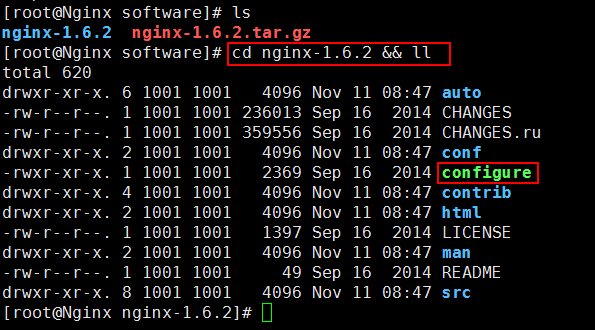 [root@Nginx software]# ls
nginx-1.6.2  nginx-1.6.2.tar.gz
[root@Nginx software]# cd nginx-1.6.2 && ll
total 620
drwxr-xr-x. 6 1001 1001   4096 Nov 11 08:47 auto
-rw-r--r--. 1 1001 1001 236013 Sep 16  2014 CHANGES
-rw-r--r--. 1 1001 1001 359556 Sep 16  2014 CHANGES.ru
drwxr-xr-x. 2 1001 1001   4096 Nov 11 08:47 conf
-rwxr-xr-x. 1 1001 1001   2369 Sep 16  2014 configure
drwxr-xr-x. 4 1001 1001   4096 Nov 11 08:47 contrib
drwxr-xr-x. 2 1001 1001   4096 Nov 11 08:47 html
-rw-r--r--. 1 1001 1001   1397 Sep 16  2014 LICENSE
drwxr-xr-x. 2 1001 1001   4096 Nov 11 08:47 man
-rw-r--r--. 1 1001 1001     49 Sep 16  2014 README
drwxr-xr-x. 8 1001 1001   4096 Nov 11 08:47 src
[root@Nginx nginx-1.6.2]#